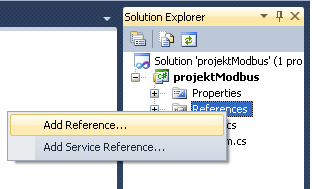 Solution Explorer
Solution 'projektModbus' (1 pro
projektModbus
Properties
References
Add Reference...
Add Service Reference...
.cs
m.cs